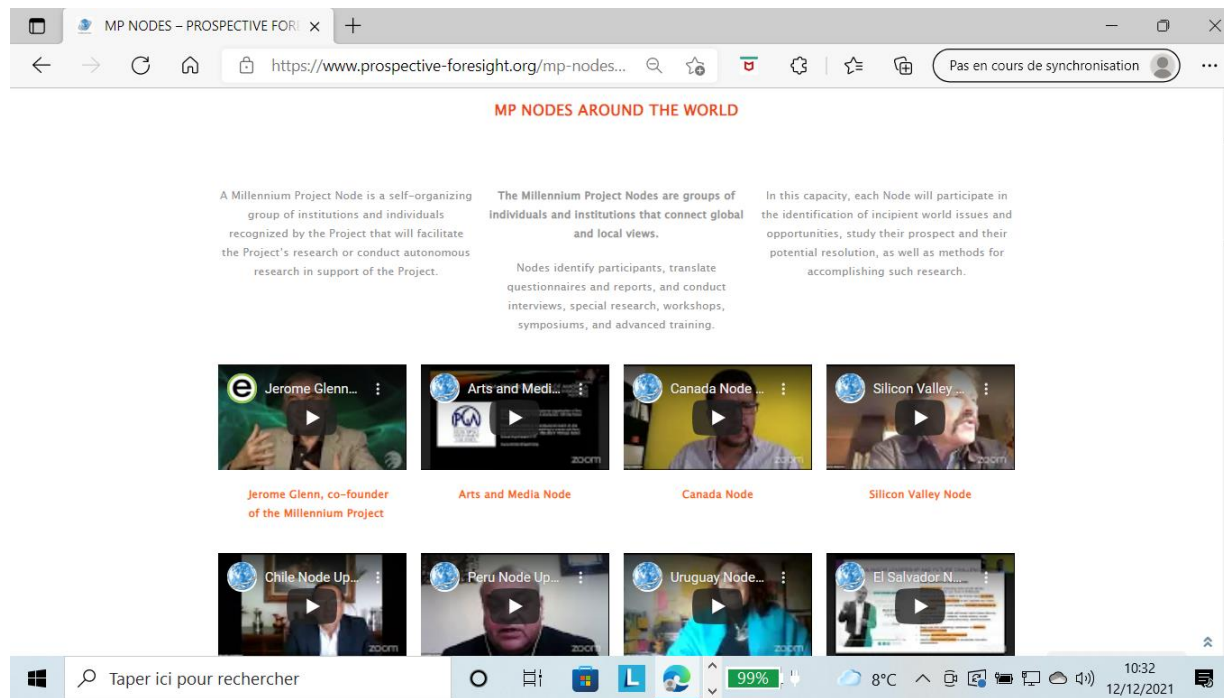 MP NODES – PROSPECTIVE FORE
https://www.prospective-foresight.org/mp-nodes...
Pas en cours de synchronisation
MP NODES AROUND THE WORLD
A Millennium Project Node is a self-organizing
group of institutions and individuals
recognized by the Project that will facilitate
the Project's research or conduct autonomous
research in support of the Project.
The Millennium Project Nodes are groups of
individuals and institutions that connect global
and local views.
Nodes identify participants, translate
questionnaires and reports, and conduct
interviews, special research, workshops,
symposiums, and advanced training.
In this capacity, each Node will participate in
the identification of incipient world issues and
opportunities, study their prospect and their
potential resolution, as well as methods for
accomplishing such research.
Jerome Glenn...
Arts and Medi...
PGA
zoom
Canada Node ...
zoom
Silicon Valley ...
zoom
Jerome Glenn, co-founder
of the Millennium Project
Arts and Media Node
Canada Node
Silicon Valley Node
Chile Node Up...
zoom
Peru Node Up...
zoom
Uruguay Node...
zoom
El Salvador N...
Taper ici pour rechercher
L
99%
8°C
10:32
12/12/2021